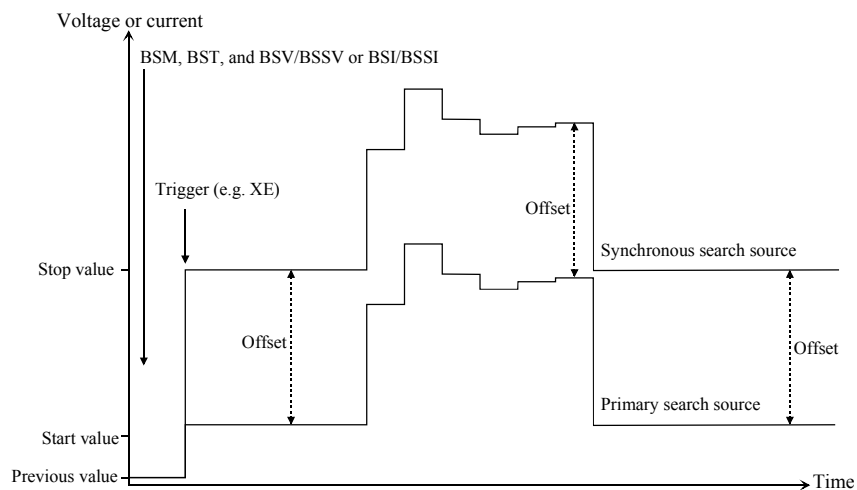 Voltage or current
BSM, BST, and BSV/BSSV or BSI/BSSI
Trigger (e.g. XE)
Offset
Synchronous search source
Stop value
Offset
Offset
Primary search source
Start value
Previous value
Time